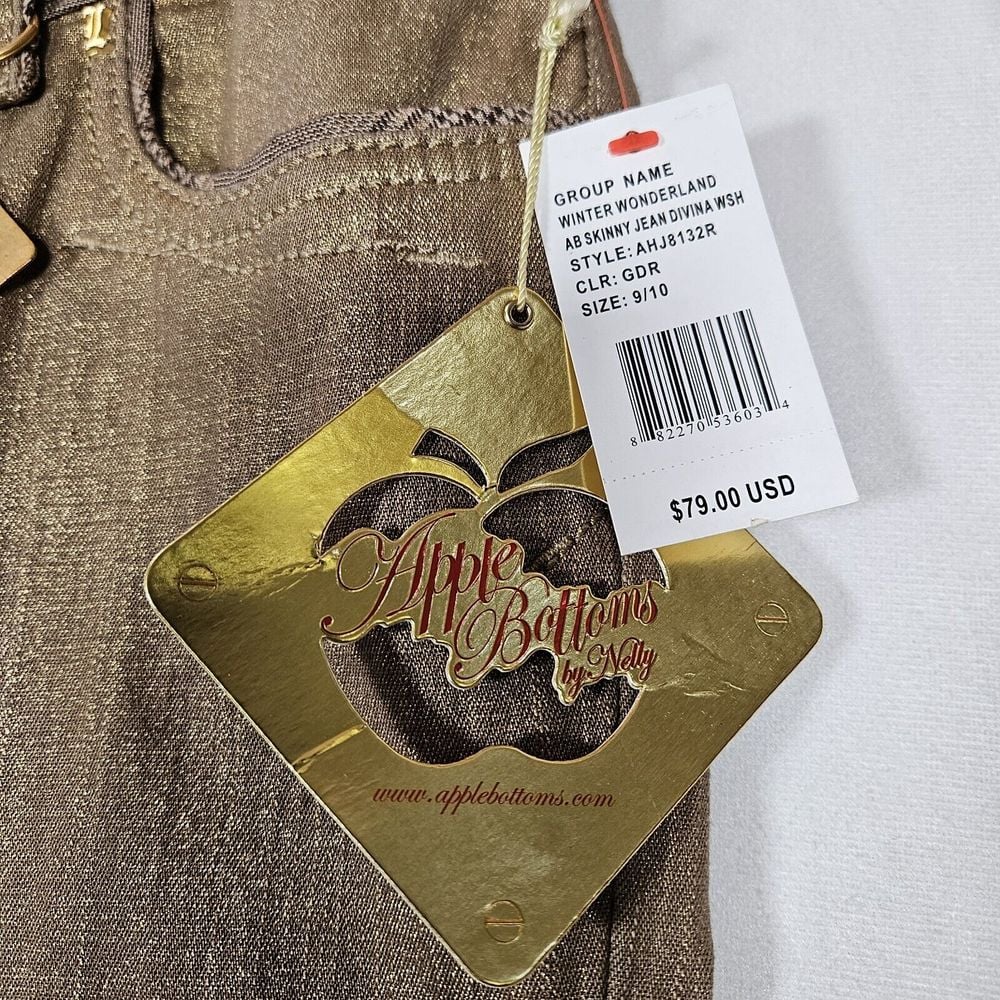 GROUP NAME
WINTER WONDERLAND
AB SKINNY JEAN DIVINA WSH
STYLE: AHJ8132R
CLR: GDR
SIZE: 9/10
8 82270 53603 4
$79.00 USD
Apple
Bottoms
by Nelly
www.applebottoms.com